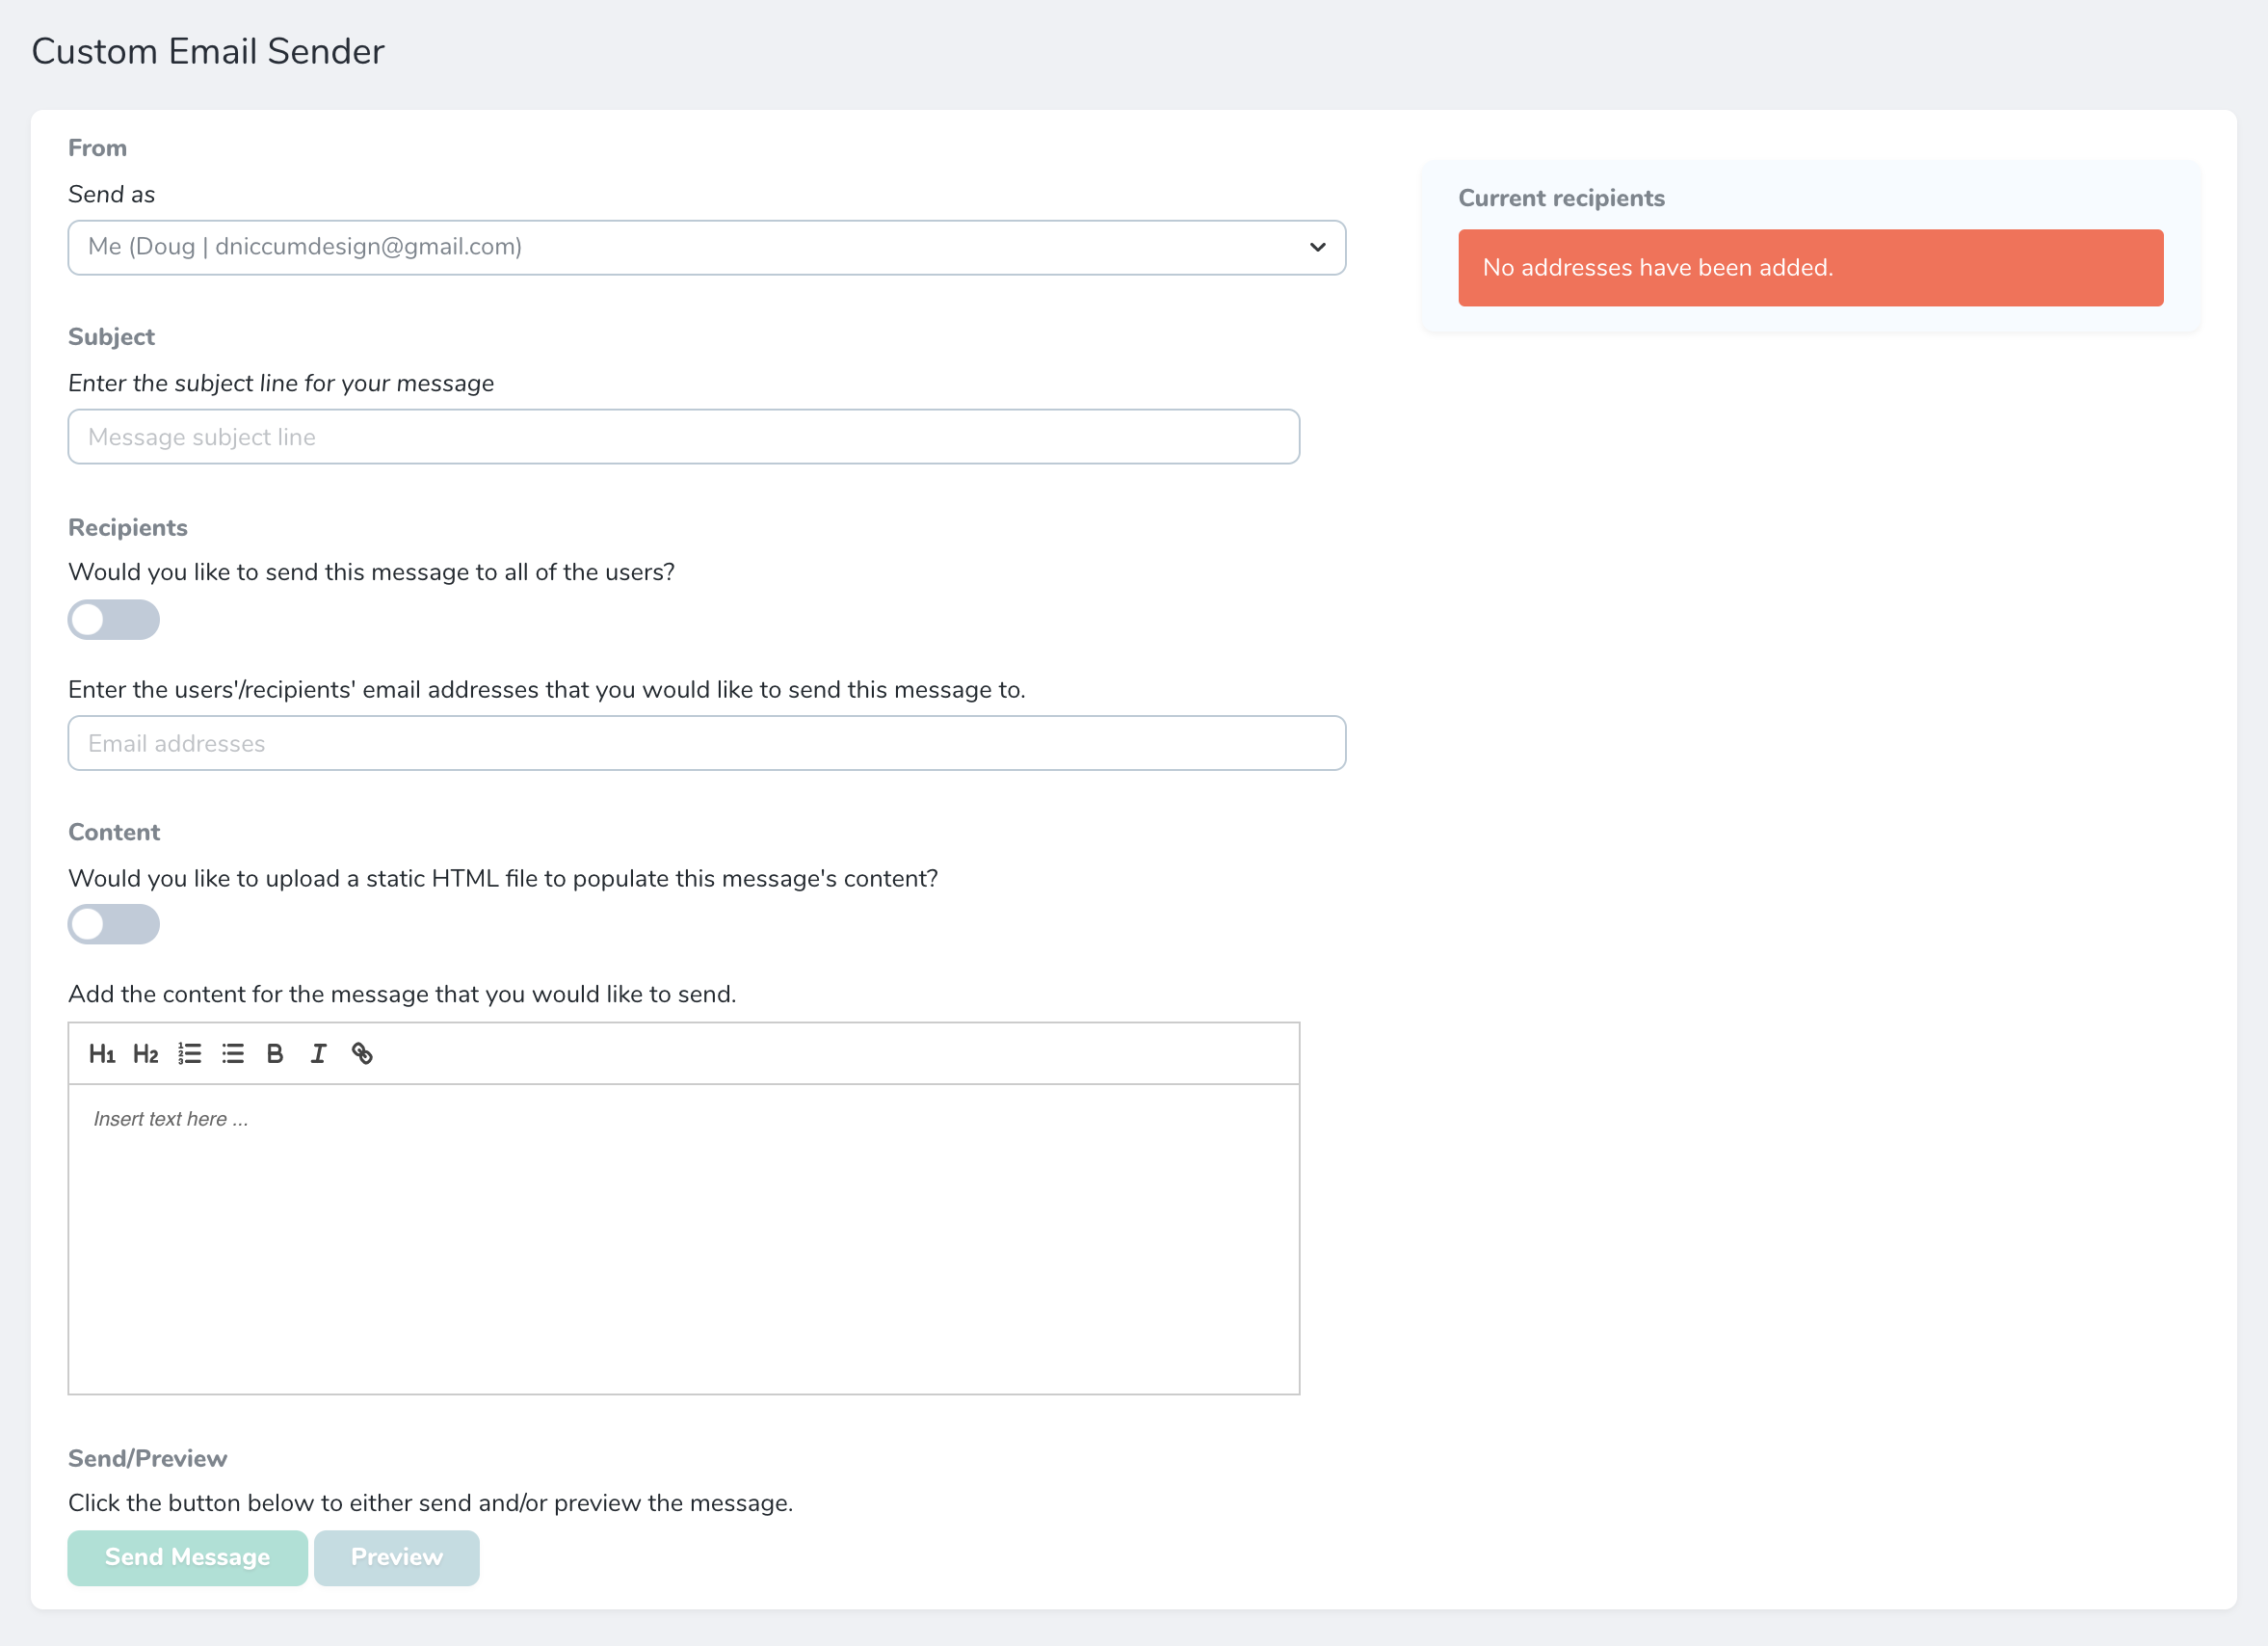 Custom Email Sender
From
Send as
Me (Doug | dniccumdesign@gmail.com)
Subject
Enter the subject line for your message
Message subject line
Recipients
Would you like to send this message to all of the users?
Enter the users'/recipients' email addresses that you would like to send this message to.
Email addresses
Content
Would you like to upload a static HTML file to populate this message's content?
Add the content for the message that you would like to send.
H1 H2 B I
Insert text here ...
Send/Preview
Click the button below to either send and/or preview the message.
Send Message Preview
Current recipients
No addresses have been added.